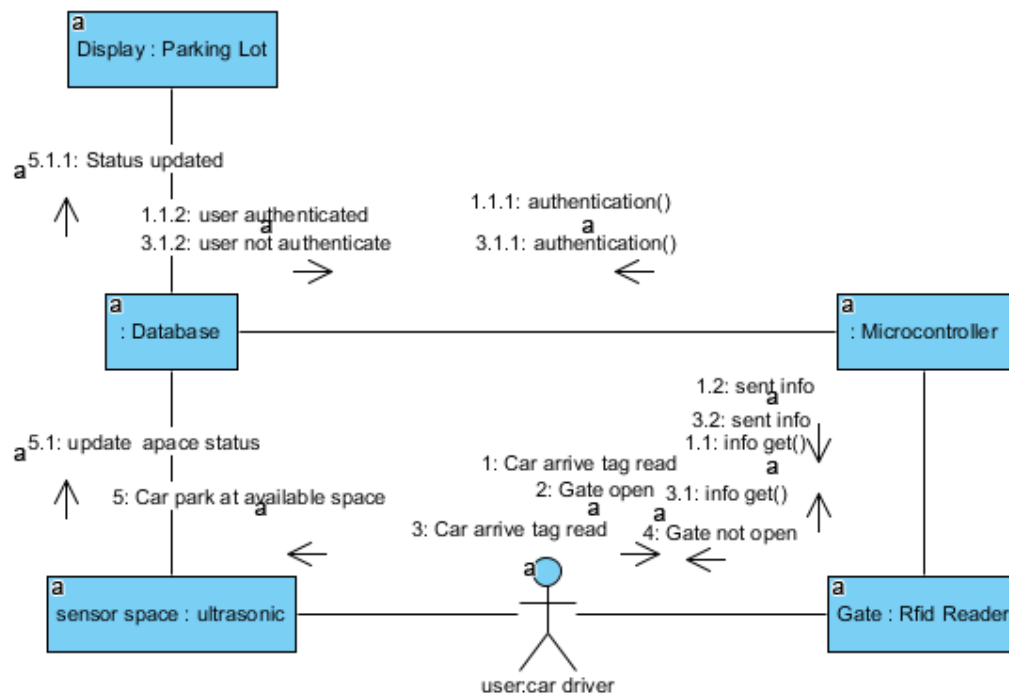 a
Display : Parking Lot
a 5.1.1: Status updated
1.1.2: user authenticated
a
3.1.2: user not authenticate
1.1.1: authentication()
a
3.1.1: authentication()
a
: Database
a
: Microcontroller
1.2: sent info
a
3.2: sent info
1.1: info get()
a
3.1: info get()
a 5.1: update apace status
5: Car park at available space
a
1: Car arrive tag read
2: Gate open
a
3: Car arrive tag read
a
4: Gate not open
a
sensor space : ultrasonic
a
user:car driver
a
Gate : Rfid Reader